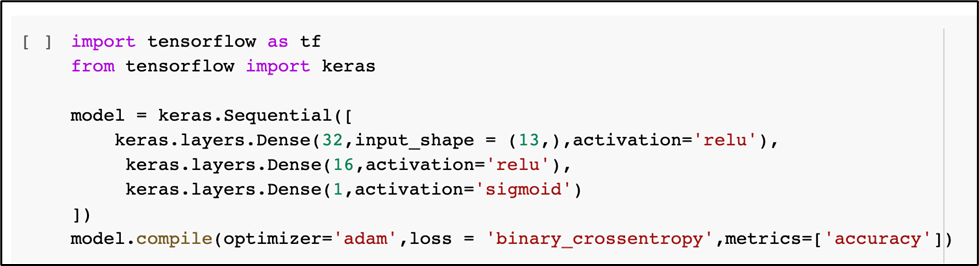 [ ] import tensorflow as tf
from tensorflow import keras
model = keras.Sequential([
keras.layers.Dense(32,input_shape = (13,),activation='relu'),
keras.layers.Dense(16,activation='relu'),
keras.layers.Dense(1,activation='sigmoid')
])
model.compile(optimizer='adam',loss = 'binary_crossentropy',metrics=['accuracy'])